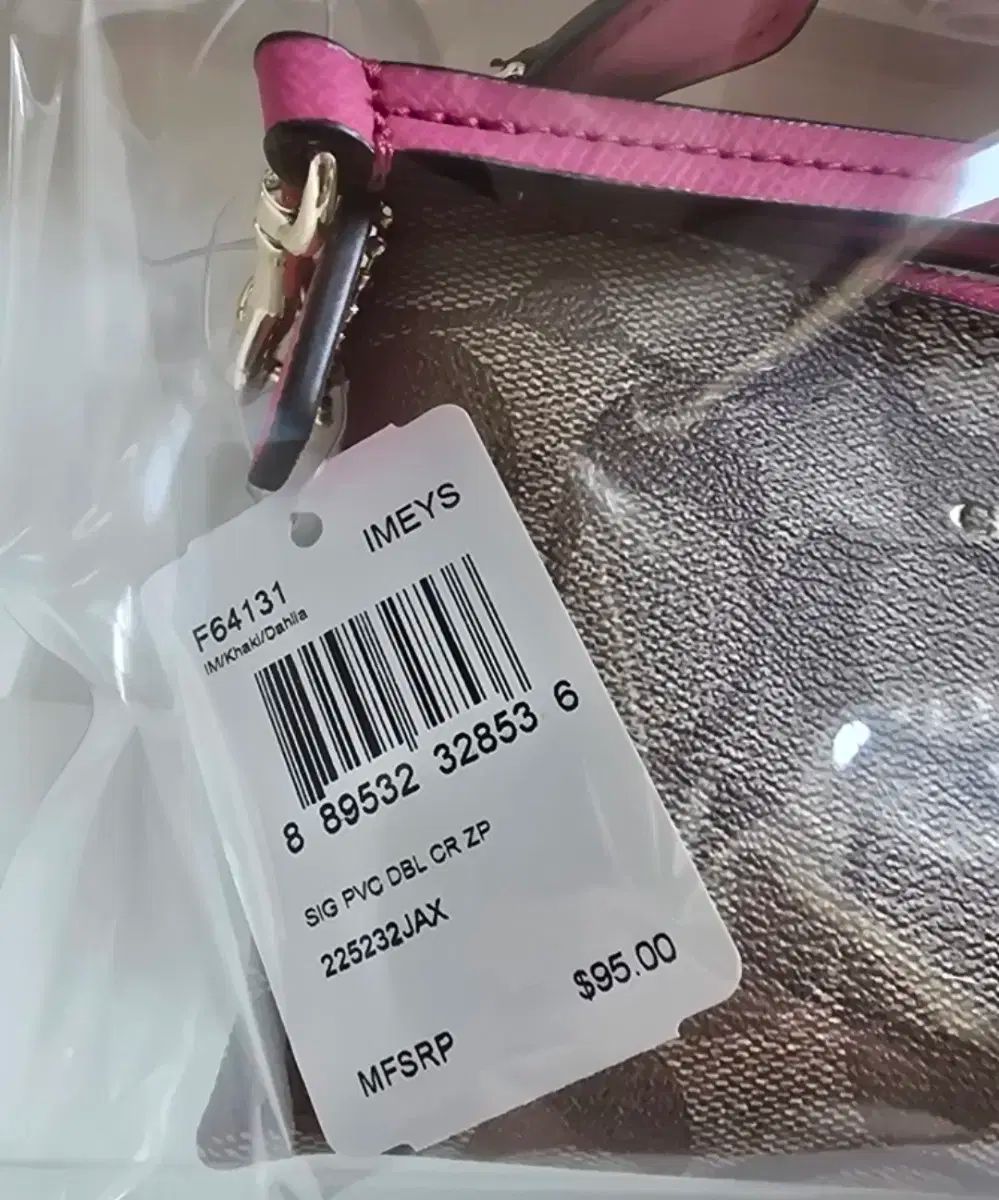 IMEYS
F64131
IM/Khaki/Dahlia
8 89532 32853 6
SIG PVC DBL CR ZP
225232JAX
$95.00
MFSRP